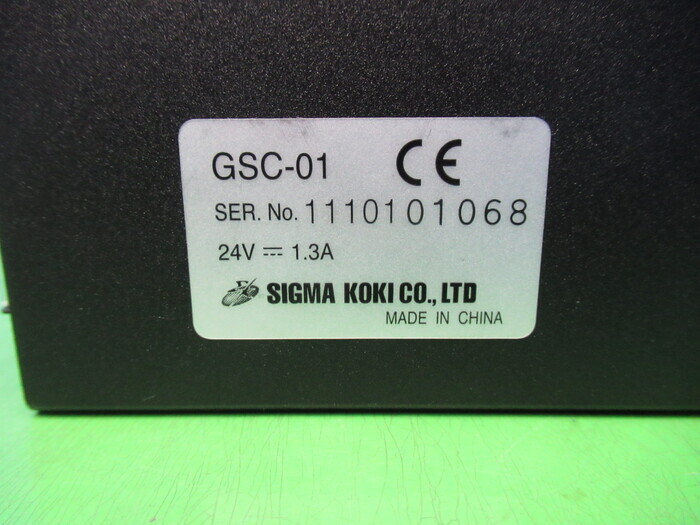 GSC-01 CE
SER. No. 1110101068
24V ⎓ 1.3A
SIGMA KOKI CO., LTD
MADE IN CHINA